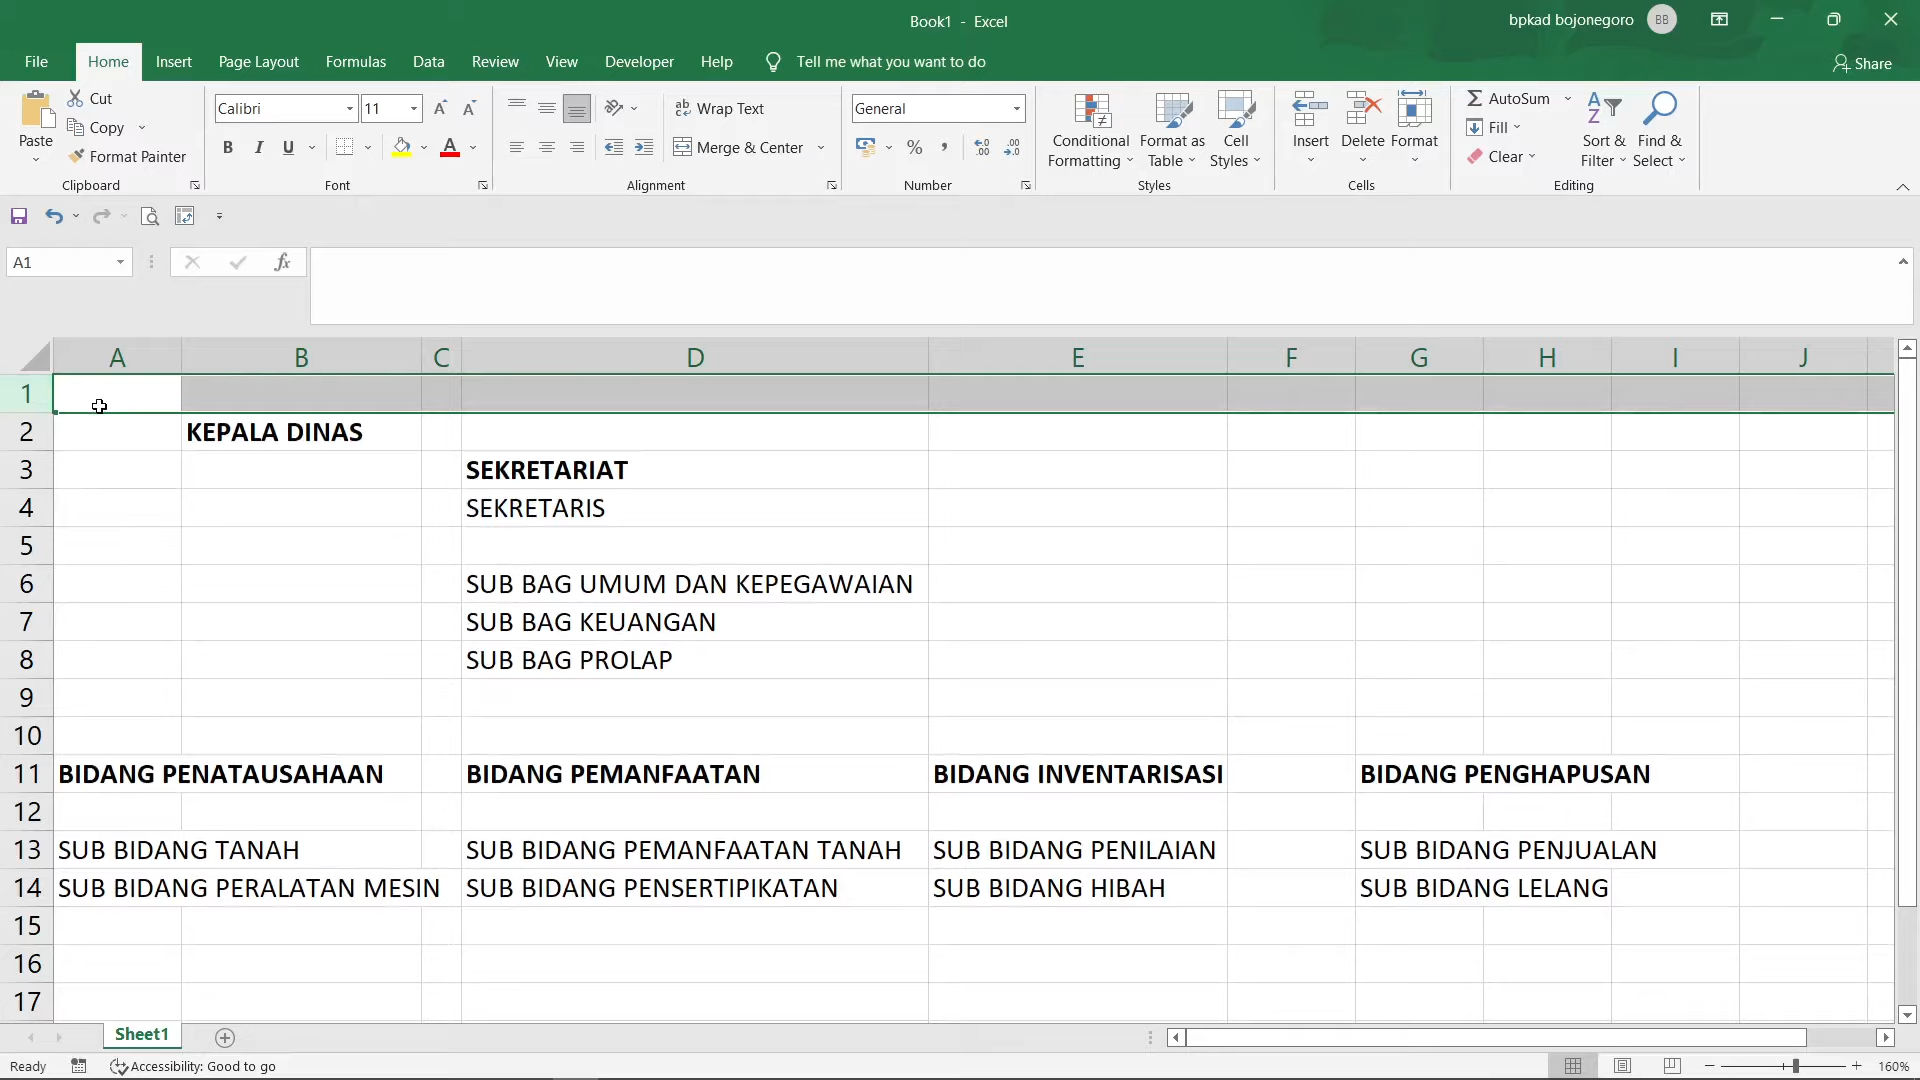 Book1 - Excel
bpkad bojonegoro
BB
File Home Insert Page Layout Formulas Data Review View Developer Help Tell me what you want to do
Share
Cut
Copy
Format Painter
Paste
Clipboard
Calibri
11
B I U
A
Font
Wrap Text
Merge & Center
Alignment
General
%
Number
Conditional Formatting
Format as Table
Cell Styles
Styles
Insert
Delete
Format
Cells
AutoSum
Fill
Clear
Sort & Filter
Find & Select
Editing
A1
fx
A B C D E F G H I J
1
2 KEPALA DINAS
3 SEKRETARIAT
4 SEKRETARIS
5
6 SUB BAG UMUM DAN KEPEGAWAIAN
7 SUB BAG KEUANGAN
8 SUB BAG PROLAP
9
10
11 BIDANG PENATAUSAHAAN BIDANG PEMANFAATAN BIDANG INVENTARISASI BIDANG PENGHAPUSAN
12
13 SUB BIDANG TANAH SUB BIDANG PEMANFAATAN TANAH SUB BIDANG PENILAIAN SUB BIDANG PENJUALAN
14 SUB BIDANG PERALATAN MESIN SUB BIDANG PENSERTIPIKATAN SUB BIDANG HIBAH SUB BIDANG LELANG
15
16
17
Sheet1
Ready
Accessibility: Good to go
160%